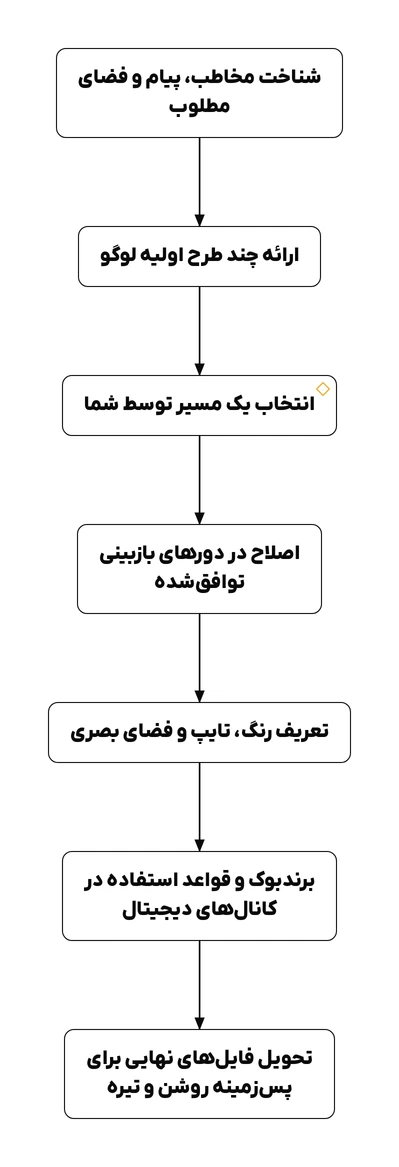 شناخت مخاطب، پیام و فضای
مطلوب
ارائه چند طرح اولیه لوگو
انتخاب یک مسیر توسط شما
اصلاح در دورهای بازبینی
توافق‌شده
تعریف رنگ، تایپ و فضای بصری
برندبوک و قواعد استفاده در
کانال‌های دیجیتال
تحویل فایل‌های نهایی برای
پس‌زمینه روشن و تیره